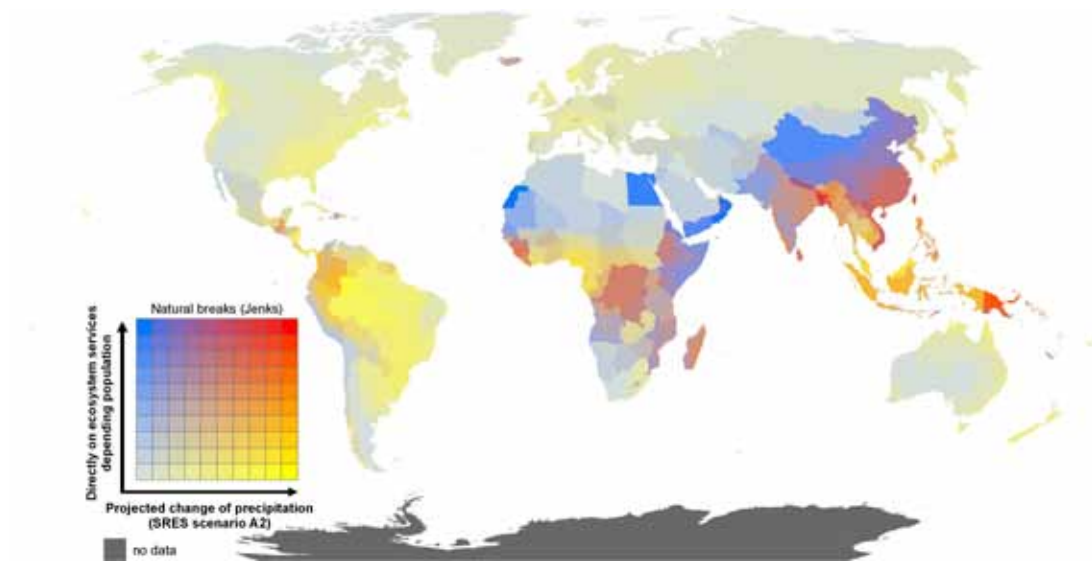 Natural breaks (Jenks)
Directly on ecosystem services
depending population
Projected change of precipitation
(SRES scenario A2)
no data